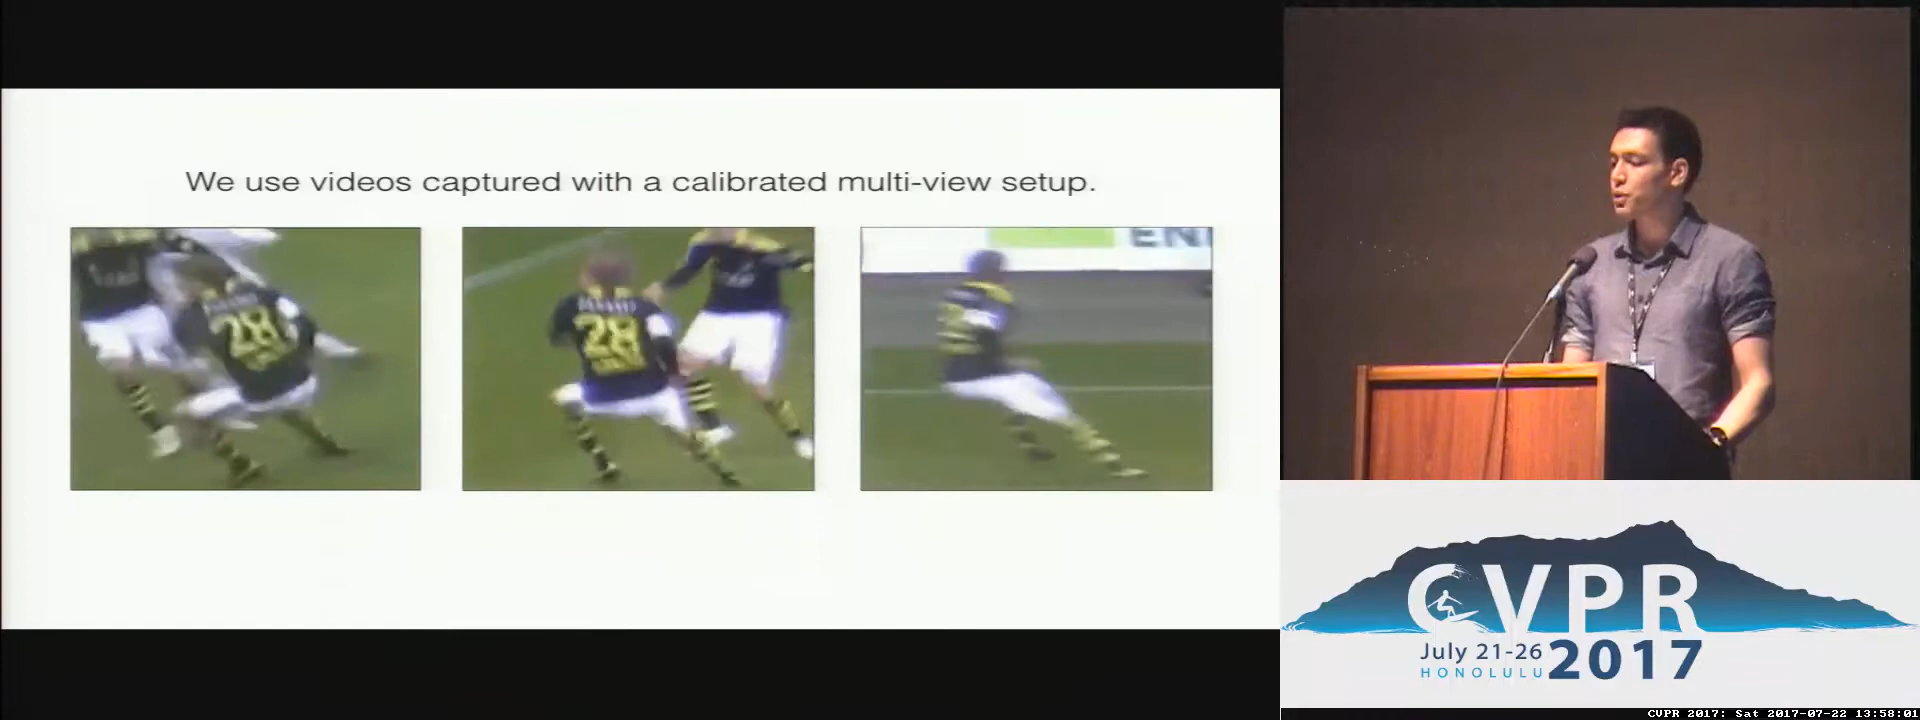 We use videos captured with a calibrated multi-view setup.
28
28
EN
CVPR
July 21-26
HONOLULU
2017
CVPR 2017: Sat 2017-07-22 13:58:01